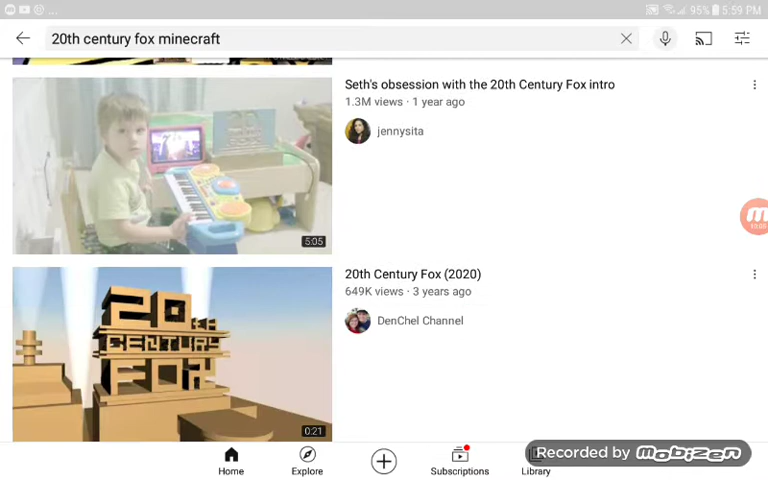 95% 5:59 PM
20th century fox minecraft
Seth's obsession with the 20th Century Fox intro
1.3M views · 1 year ago
jennysita
5:05
20th Century Fox (2020)
649K views · 3 years ago
DenChel Channel
20TH
CENTURY
FOX
0:21
Home
Explore
Subscriptions
Library
Recorded by Mobizen